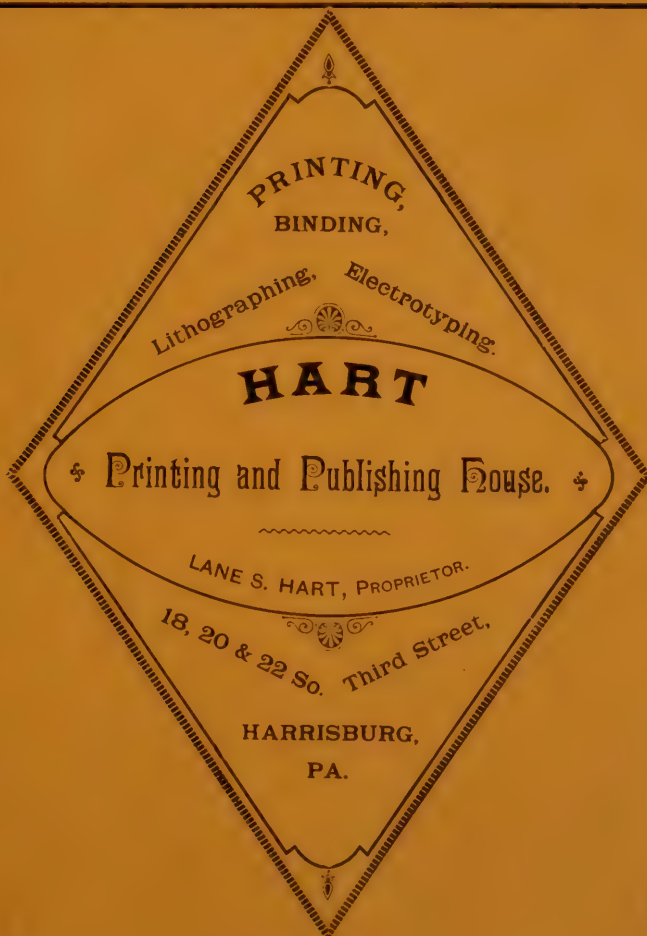 PRINTING,
BINDING,
Lithographing, Electrotyping.
HART
Printing and Publishing House.
LANE S. HART, PROPRIETOR.
18, 20 & 22 So. Third Street,
HARRISBURG,
PA.